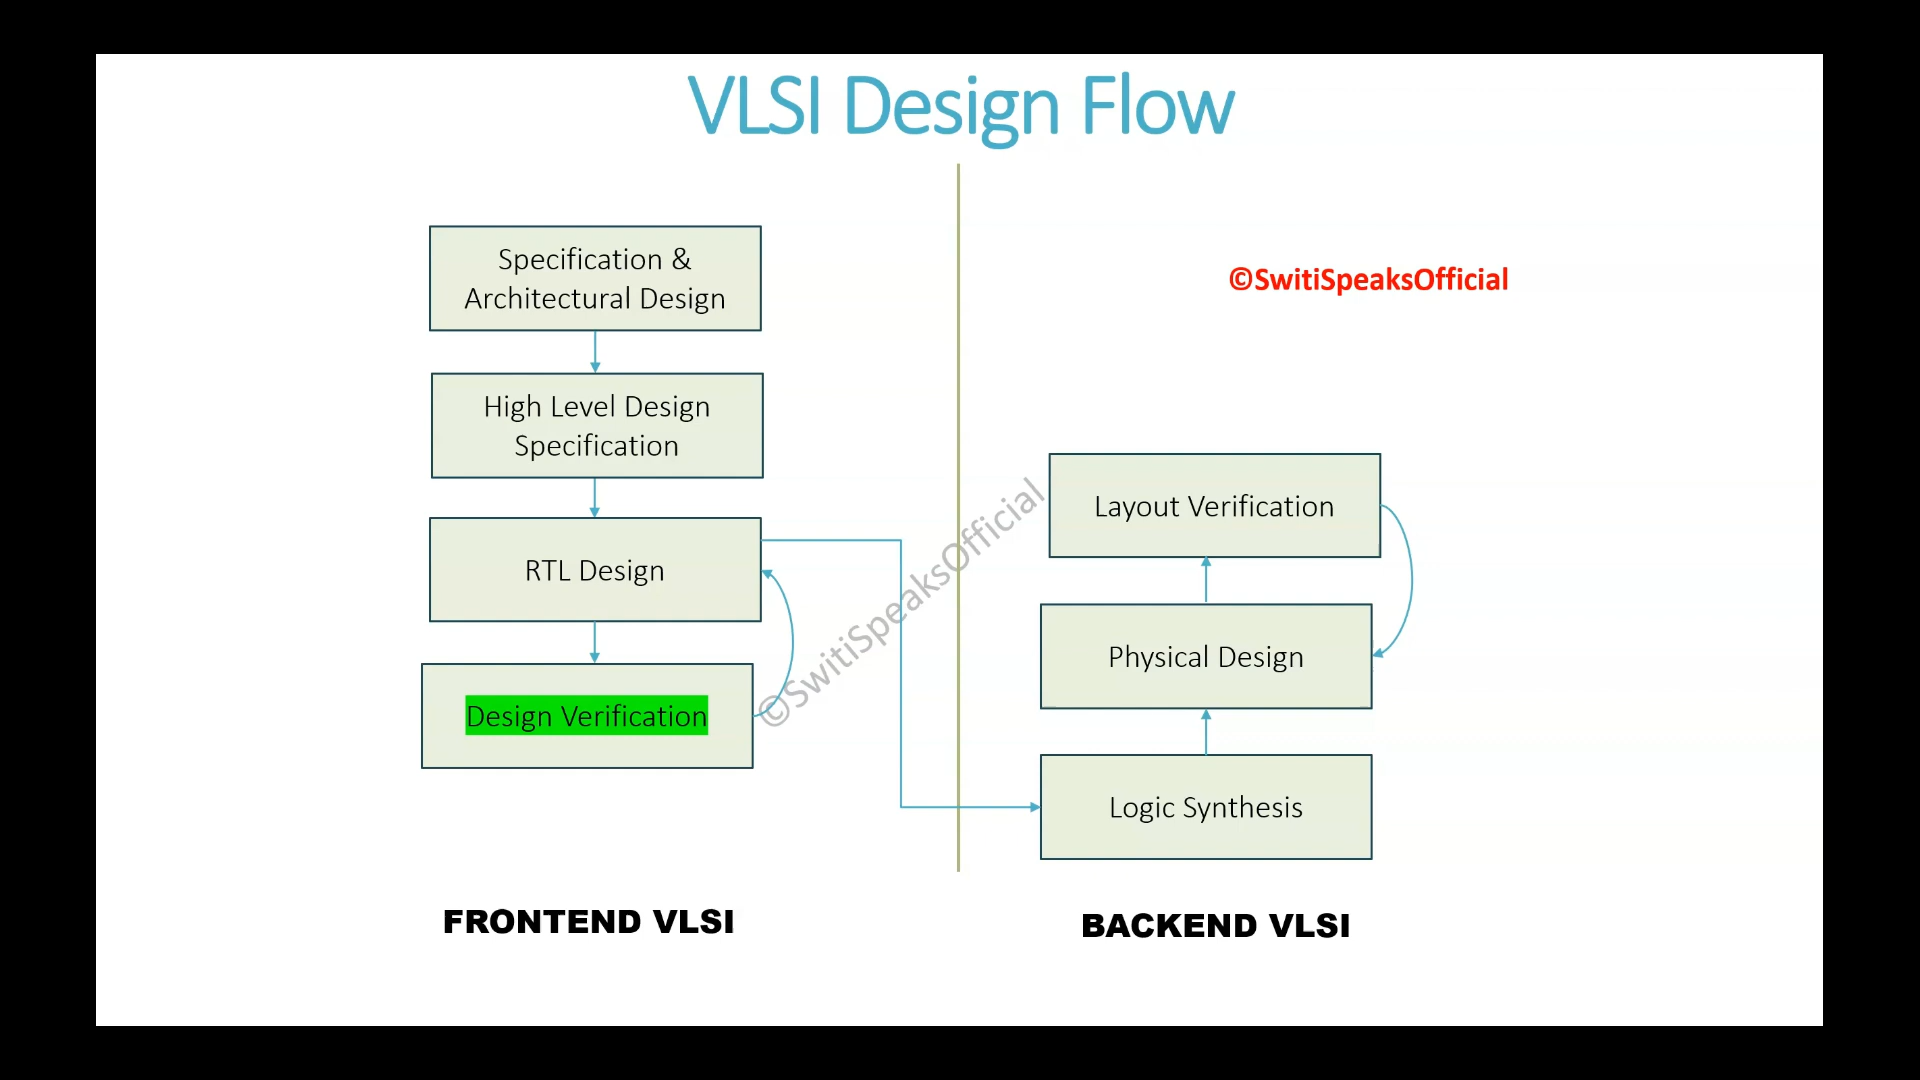 VLSI Design Flow
Specification &
Architectural Design
High Level Design
Specification
RTL Design
Design Verification
FRONTEND VLSI
©SwitiSpeaksOfficial
©SwitiSpeaksOfficial
Layout Verification
Physical Design
Logic Synthesis
BACKEND VLSI